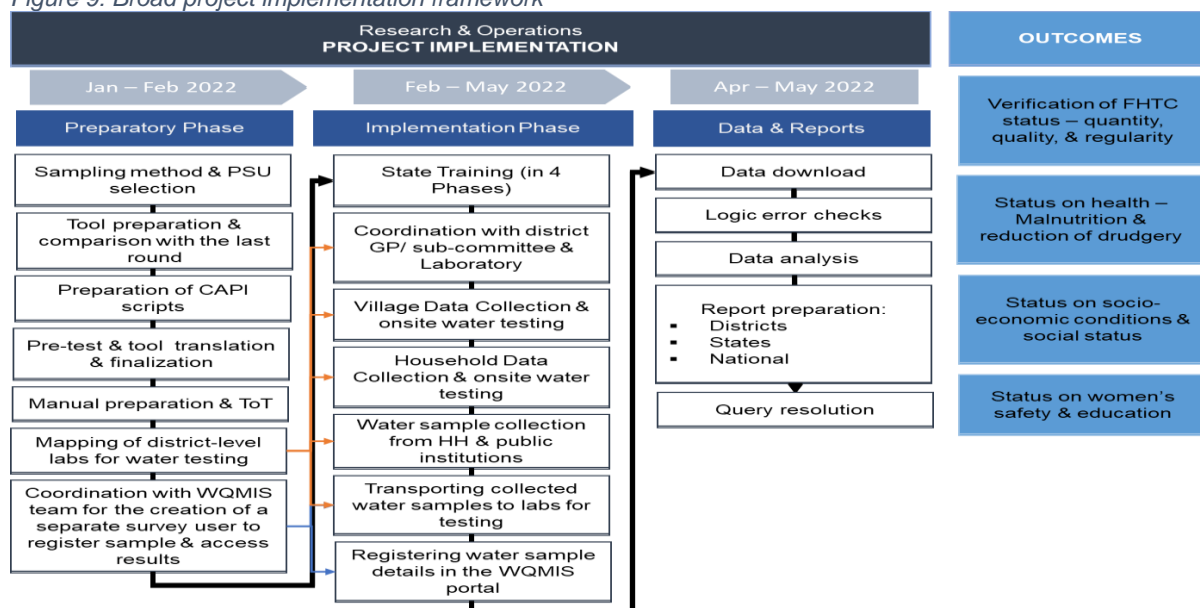 Figure 9: Broad project implementation framework
Research & Operations
PROJECT IMPLEMENTATION
Jan – Feb 2022
Feb – May 2022
Apr – May 2022
Preparatory Phase
Implementation Phase
Data & Reports
Sampling method & PSU
selection
Tool preparation &
comparison with the last
round
Preparation of CAPI
scripts
Pre-test & tool translation
& finalization
Manual preparation & ToT
Mapping of district-level
labs for water testing
Coordination with WQMIS
team for the creation of a
separate survey user to
register sample & access
results
State Training (in 4
Phases)
Coordination with district
GP/ sub-committee &
Laboratory
Village Data Collection &
onsite water testing
Household Data
Collection & onsite water
testing
Water sample collection
from HH & public
institutions
Transporting collected
water samples to labs for
testing
Registering water sample
details in the WQMIS
portal
Data download
Logic error checks
Data analysis
Report preparation:
▪ Districts
▪ States
▪ National
Query resolution
OUTCOMES
Verification of FHTC
status – quantity,
quality, & regularity
Status on health –
Malnutrition &
reduction of drudgery
Status on socio-
economic conditions &
social status
Status on women's
safety & education